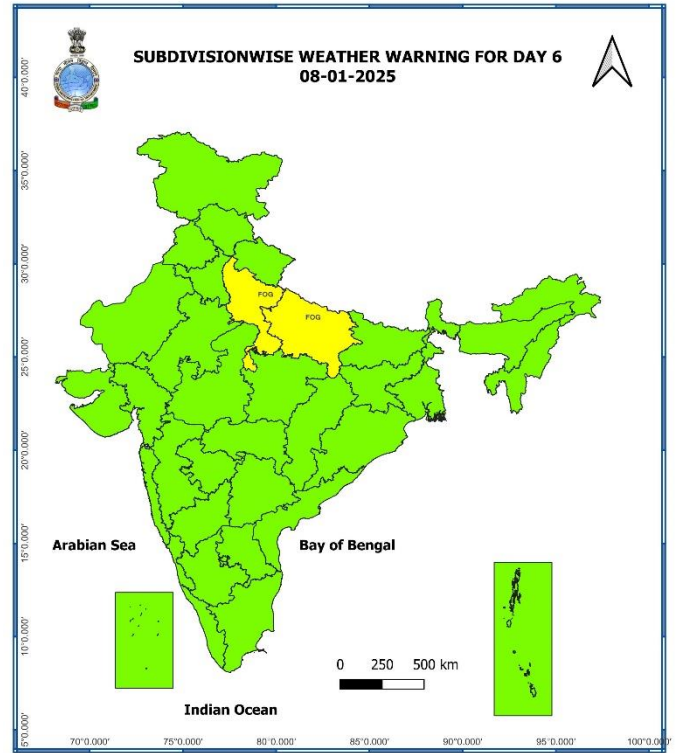 SUBDIVISIONWISE WEATHER WARNING FOR DAY 6
08-01-2025
40°0.000'
35°0.000'
30°0.000'
25°0.000'
20°0.000'
15°0.000'
10°0.000'
5°0.000'
FOG
FOG
Arabian Sea
Bay of Bengal
0 250 500 km
Indian Ocean
70°0.000' 75°0.000' 80°0.000' 85°0.000' 90°0.000' 95°0.000' 100°0.000'